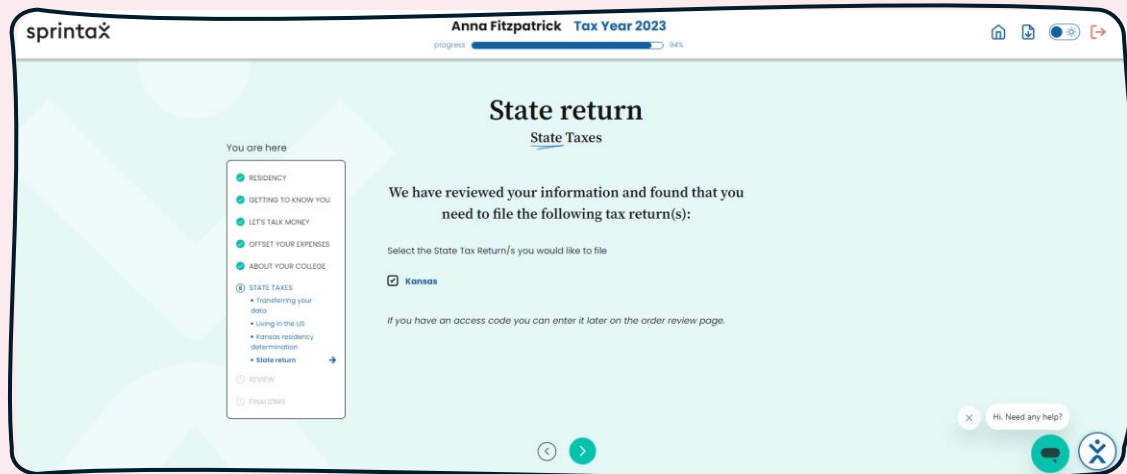 sprintax
Anna Fitzpatrick Tax Year 2023
progress 94%
State return
State Taxes
You are here
RESIDENCY
GETTING TO KNOW YOU
LET'S TALK MONEY
OFFSET YOUR EXPENSES
ABOUT YOUR COLLEGE
6 STATE TAXES
• Transferring your
data
• Living in the US
• Kansas residency
determination
• State return
REVIEW
FINALIZING
We have reviewed your information and found that you
need to file the following tax return(s):
Select the State Tax Return/s you would like to file
Kansas
If you have an access code you can enter it later on the order review page.
Hi. Need any help?